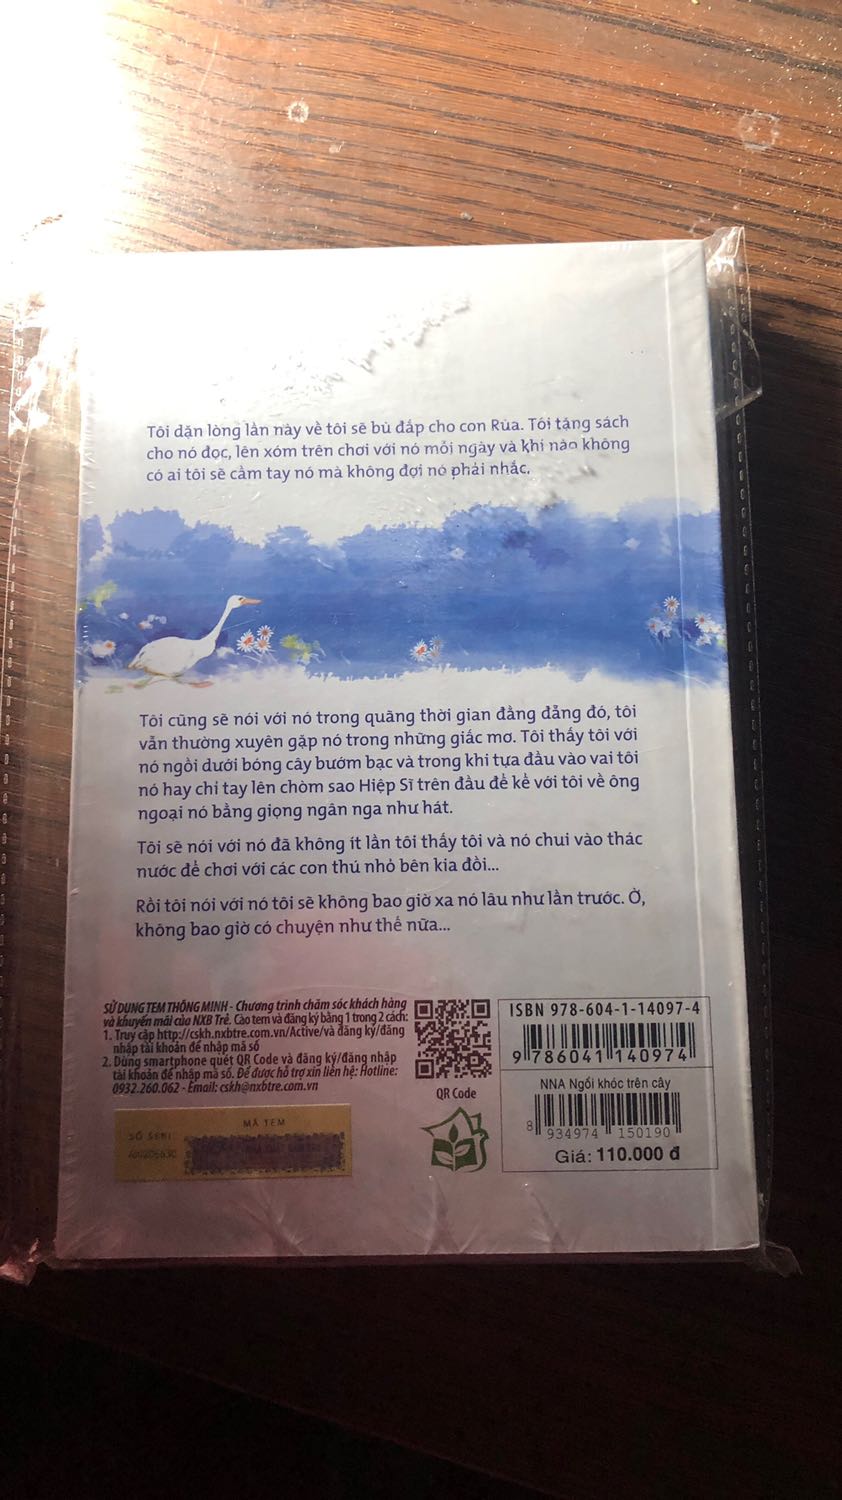 Tôi dặn lòng lần này về tôi sẽ bù đắp cho con Rùa. Tôi tặng sách
cho nó đọc, lên xóm trên chơi với nó mỗi ngày và khi nào không
có ai tôi sẽ cầm tay nó mà không đợi nó phải nhắc.
Tôi cũng sẽ nói với nó trong quãng thời gian đằng đẵng đó, tôi
vẫn thường xuyên gặp nó trong những giấc mơ. Tôi thấy tôi với
nó ngồi dưới bóng cây bướm bạc và trong khi tựa đầu vào vai tôi
nó hay chỉ tay lên chòm sao Hiệp Sĩ trên đầu để kể với tôi về ông
ngoại nó bằng giọng ngân nga như hát.
Tôi sẽ nói với nó đã không ít lần tôi thấy tôi và nó chui vào thác
nước để chơi với các con thú nhỏ bên kia đồi...
Rồi tôi nói với nó tôi sẽ không bao giờ xa nó lâu như lần trước. Ờ,
không bao giờ có chuyện như thế nữa...
SỬ DỤNG TEM THÔNG MINH - Chương trình chăm sóc khách hàng
và khuyến mãi của NXB Trẻ. Cào tem và đăng ký bằng 1 trong 2 cách:
1. Truy cập http://cskh.nxbtre.com.vn/Active/và đăng ký/đăng
nhập tài khoản để nhập mã số
2. Dùng smartphone quét QR Code và đăng ký/đăng nhập
tài khoản để nhập mã số. Để được hỗ trợ xin liên hệ: Hotline:
0932.260.062 - Email: cskh@nxbtre.com.vn
SỐ SERI
MÃ TEM
QR Code
ISBN 978-604-1-14097-4
9 786041 140974
NNA Ngồi khóc trên cây
8 934974 150190
Giá: 110.000 đ